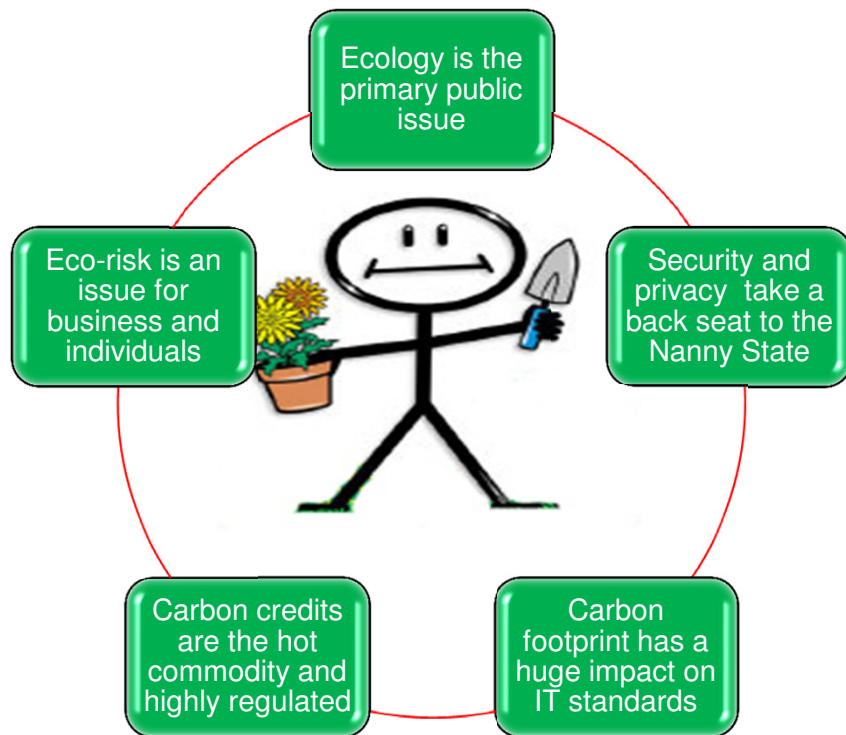 Ecology is the
primary public
issue
Security and
privacy take a
back seat to the
Nanny State
Carbon
footprint has a
huge impact on
IT standards
Carbon credits
are the hot
commodity and
highly regulated
Eco-risk is an
issue for
business and
individuals